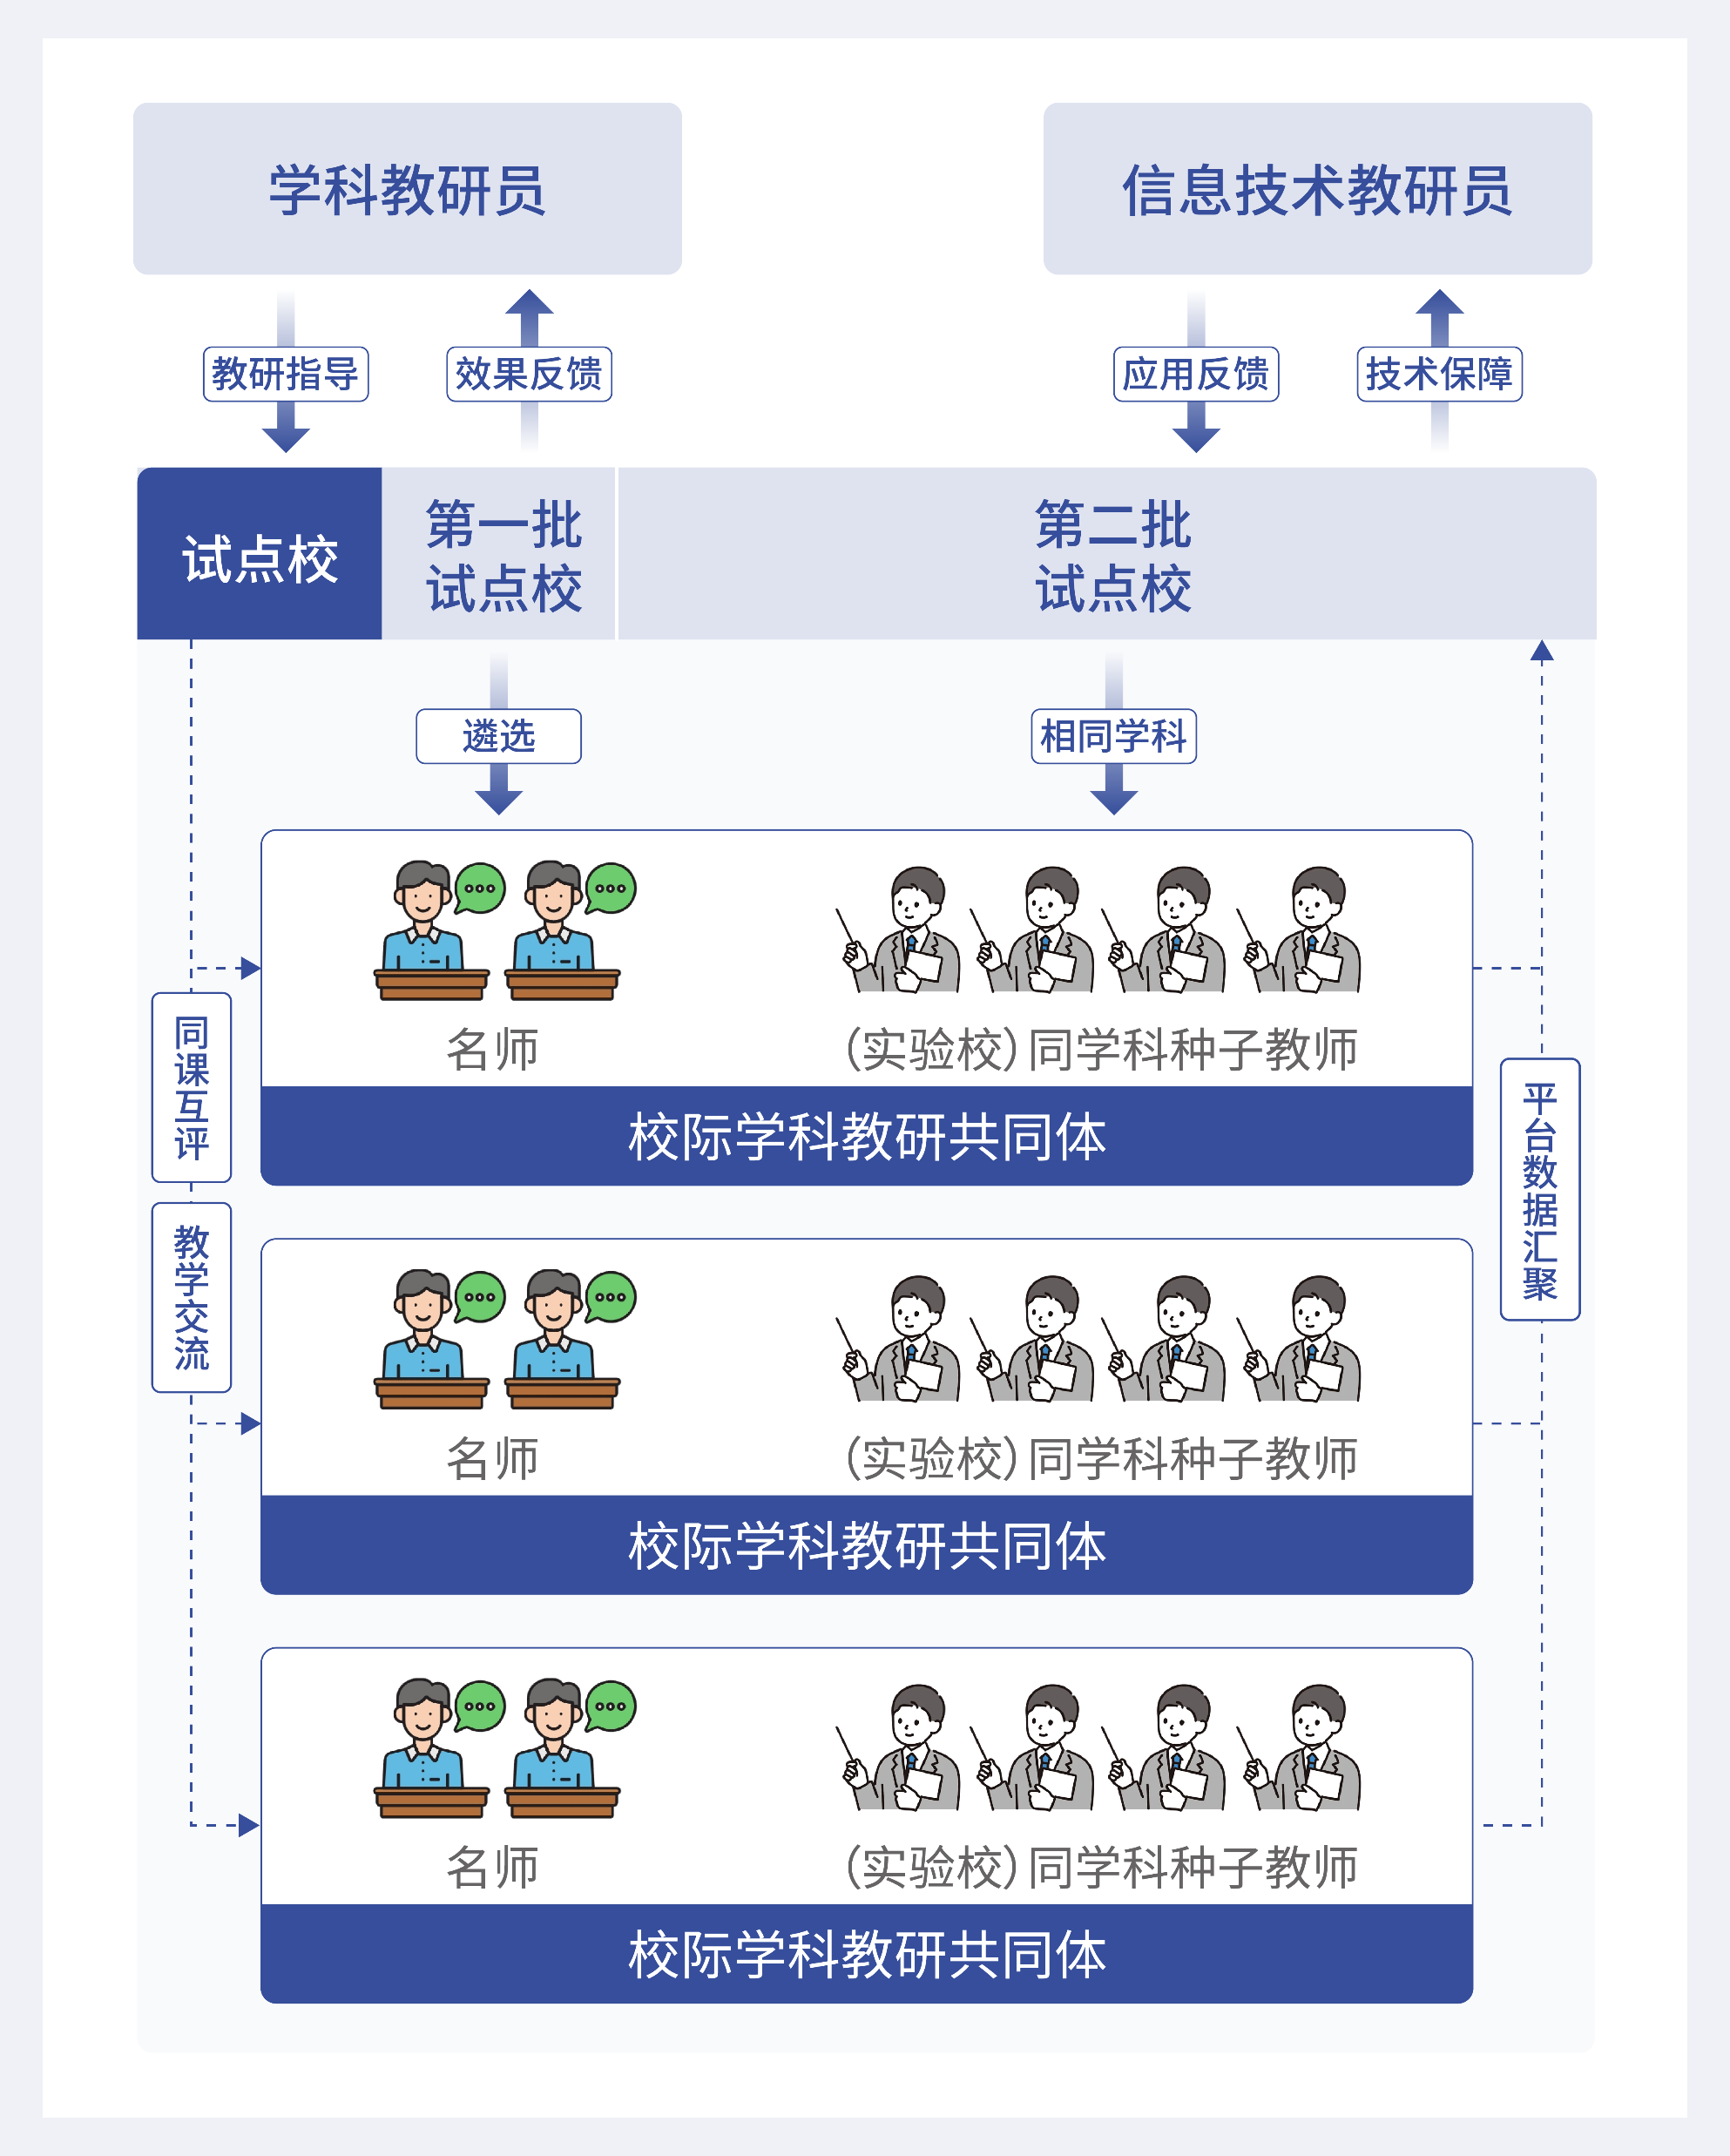 学科教研员
信息技术教研员
教研指导
效果反馈
应用反馈
技术保障
试点校
第一批
试点校
第二批
试点校
遴选
相同学科
名师
（实验校）同学科种子教师
校际学科教研共同体
同课互评
教学交流
平台数据汇聚
名师
（实验校）同学科种子教师
校际学科教研共同体
名师
（实验校）同学科种子教师
校际学科教研共同体